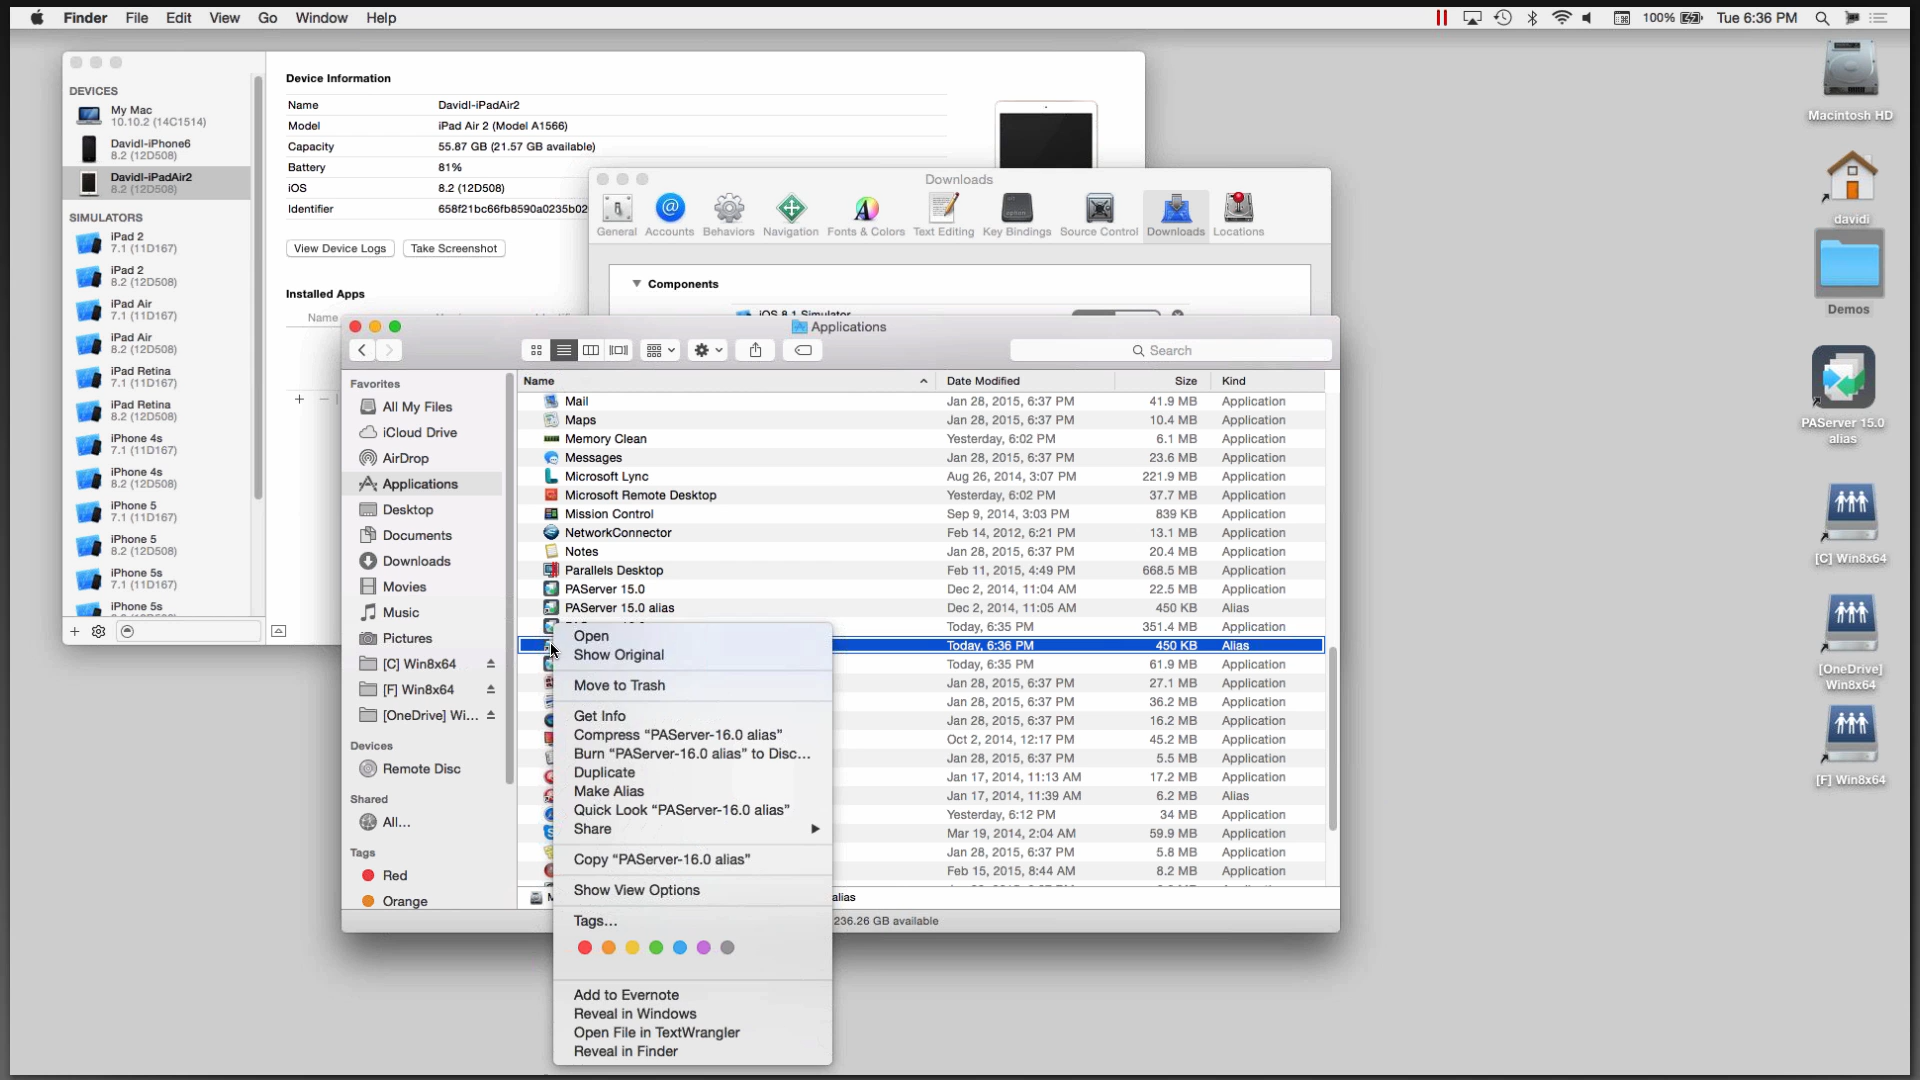 Finder File Edit View Go Window Help
100% Tue 6:36 PM
DEVICES
My Mac
10.10.2 (14C1514)
DavidI-iPhone6
8.2 (12D508)
DavidI-iPadAir2
8.2 (12D508)
SIMULATORS
iPad 2
7.1 (11D167)
iPad 2
8.2 (12D508)
iPad Air
7.1 (11D167)
iPad Air
8.2 (12D508)
iPad Retina
7.1 (11D167)
iPad Retina
8.2 (12D508)
iPhone 4s
7.1 (11D167)
iPhone 4s
8.2 (12D508)
iPhone 5
7.1 (11D167)
iPhone 5
8.2 (12D508)
iPhone 5s
7.1 (11D167)
iPhone 5s
Device Information
Name DavidI-iPadAir2
Model iPad Air 2 (Model A1566)
Capacity 55.87 GB (21.57 GB available)
Battery 81%
iOS 8.2 (12D508)
Identifier 658f21bc66fb8590a0235b02
View Device Logs Take Screenshot
Installed Apps
Name
Downloads
General Accounts Behaviors Navigation Fonts & Colors Text Editing Key Bindings Source Control Downloads Locations
option
Components
iOS 8.1 Simulator
Applications
Search
Favorites
All My Files
iCloud Drive
AirDrop
Applications
Desktop
Documents
Downloads
Movies
Music
Pictures
[C] Win8x64
[F] Win8x64
[OneDrive] Wi...
Devices
Remote Disc
Shared
All...
Tags
Red
Orange
Name Date Modified Size Kind
Mail Jan 28, 2015, 6:37 PM 41.9 MB Application
Maps Jan 28, 2015, 6:37 PM 10.4 MB Application
Memory Clean Yesterday, 6:02 PM 6.1 MB Application
Messages Jan 28, 2015, 6:37 PM 23.6 MB Application
Microsoft Lync Aug 26, 2014, 3:07 PM 221.9 MB Application
Microsoft Remote Desktop Yesterday, 6:02 PM 37.7 MB Application
Mission Control Sep 9, 2014, 3:03 PM 839 KB Application
NetworkConnector Feb 14, 2012, 6:21 PM 13.1 MB Application
Notes Jan 28, 2015, 6:37 PM 20.4 MB Application
Parallels Desktop Feb 11, 2015, 4:49 PM 668.5 MB Application
PAServer 15.0 Dec 2, 2014, 11:04 AM 22.5 MB Application
PAServer 15.0 alias Dec 2, 2014, 11:05 AM 450 KB Alias
Today, 6:35 PM 351.4 MB Application
Today, 6:36 PM 450 KB Alias
Today, 6:35 PM 61.9 MB Application
Jan 28, 2015, 6:37 PM 27.1 MB Application
Jan 28, 2015, 6:37 PM 36.2 MB Application
Jan 28, 2015, 6:37 PM 16.2 MB Application
Oct 2, 2014, 12:17 PM 45.2 MB Application
Jan 28, 2015, 6:37 PM 5.5 MB Application
Jan 17, 2014, 11:13 AM 17.2 MB Application
Jan 17, 2014, 11:39 AM 6.2 MB Alias
Yesterday, 6:12 PM 34 MB Application
Mar 19, 2014, 2:04 AM 59.9 MB Application
Jan 28, 2015, 6:37 PM 5.8 MB Application
Feb 15, 2015, 8:44 AM 8.2 MB Application
alias
236.26 GB available
Open
Show Original
Move to Trash
Get Info
Compress “PAServer-16.0 alias”
Burn “PAServer-16.0 alias” to Disc...
Duplicate
Make Alias
Quick Look “PAServer-16.0 alias”
Share
Copy “PAServer-16.0 alias”
Show View Options
Tags...
Add to Evernote
Reveal in Windows
Open File in TextWrangler
Reveal in Finder
Macintosh HD
davidi
Demos
PAServer 15.0
alias
[C] Win8x64
[OneDrive]
Win8x64
[F] Win8x64